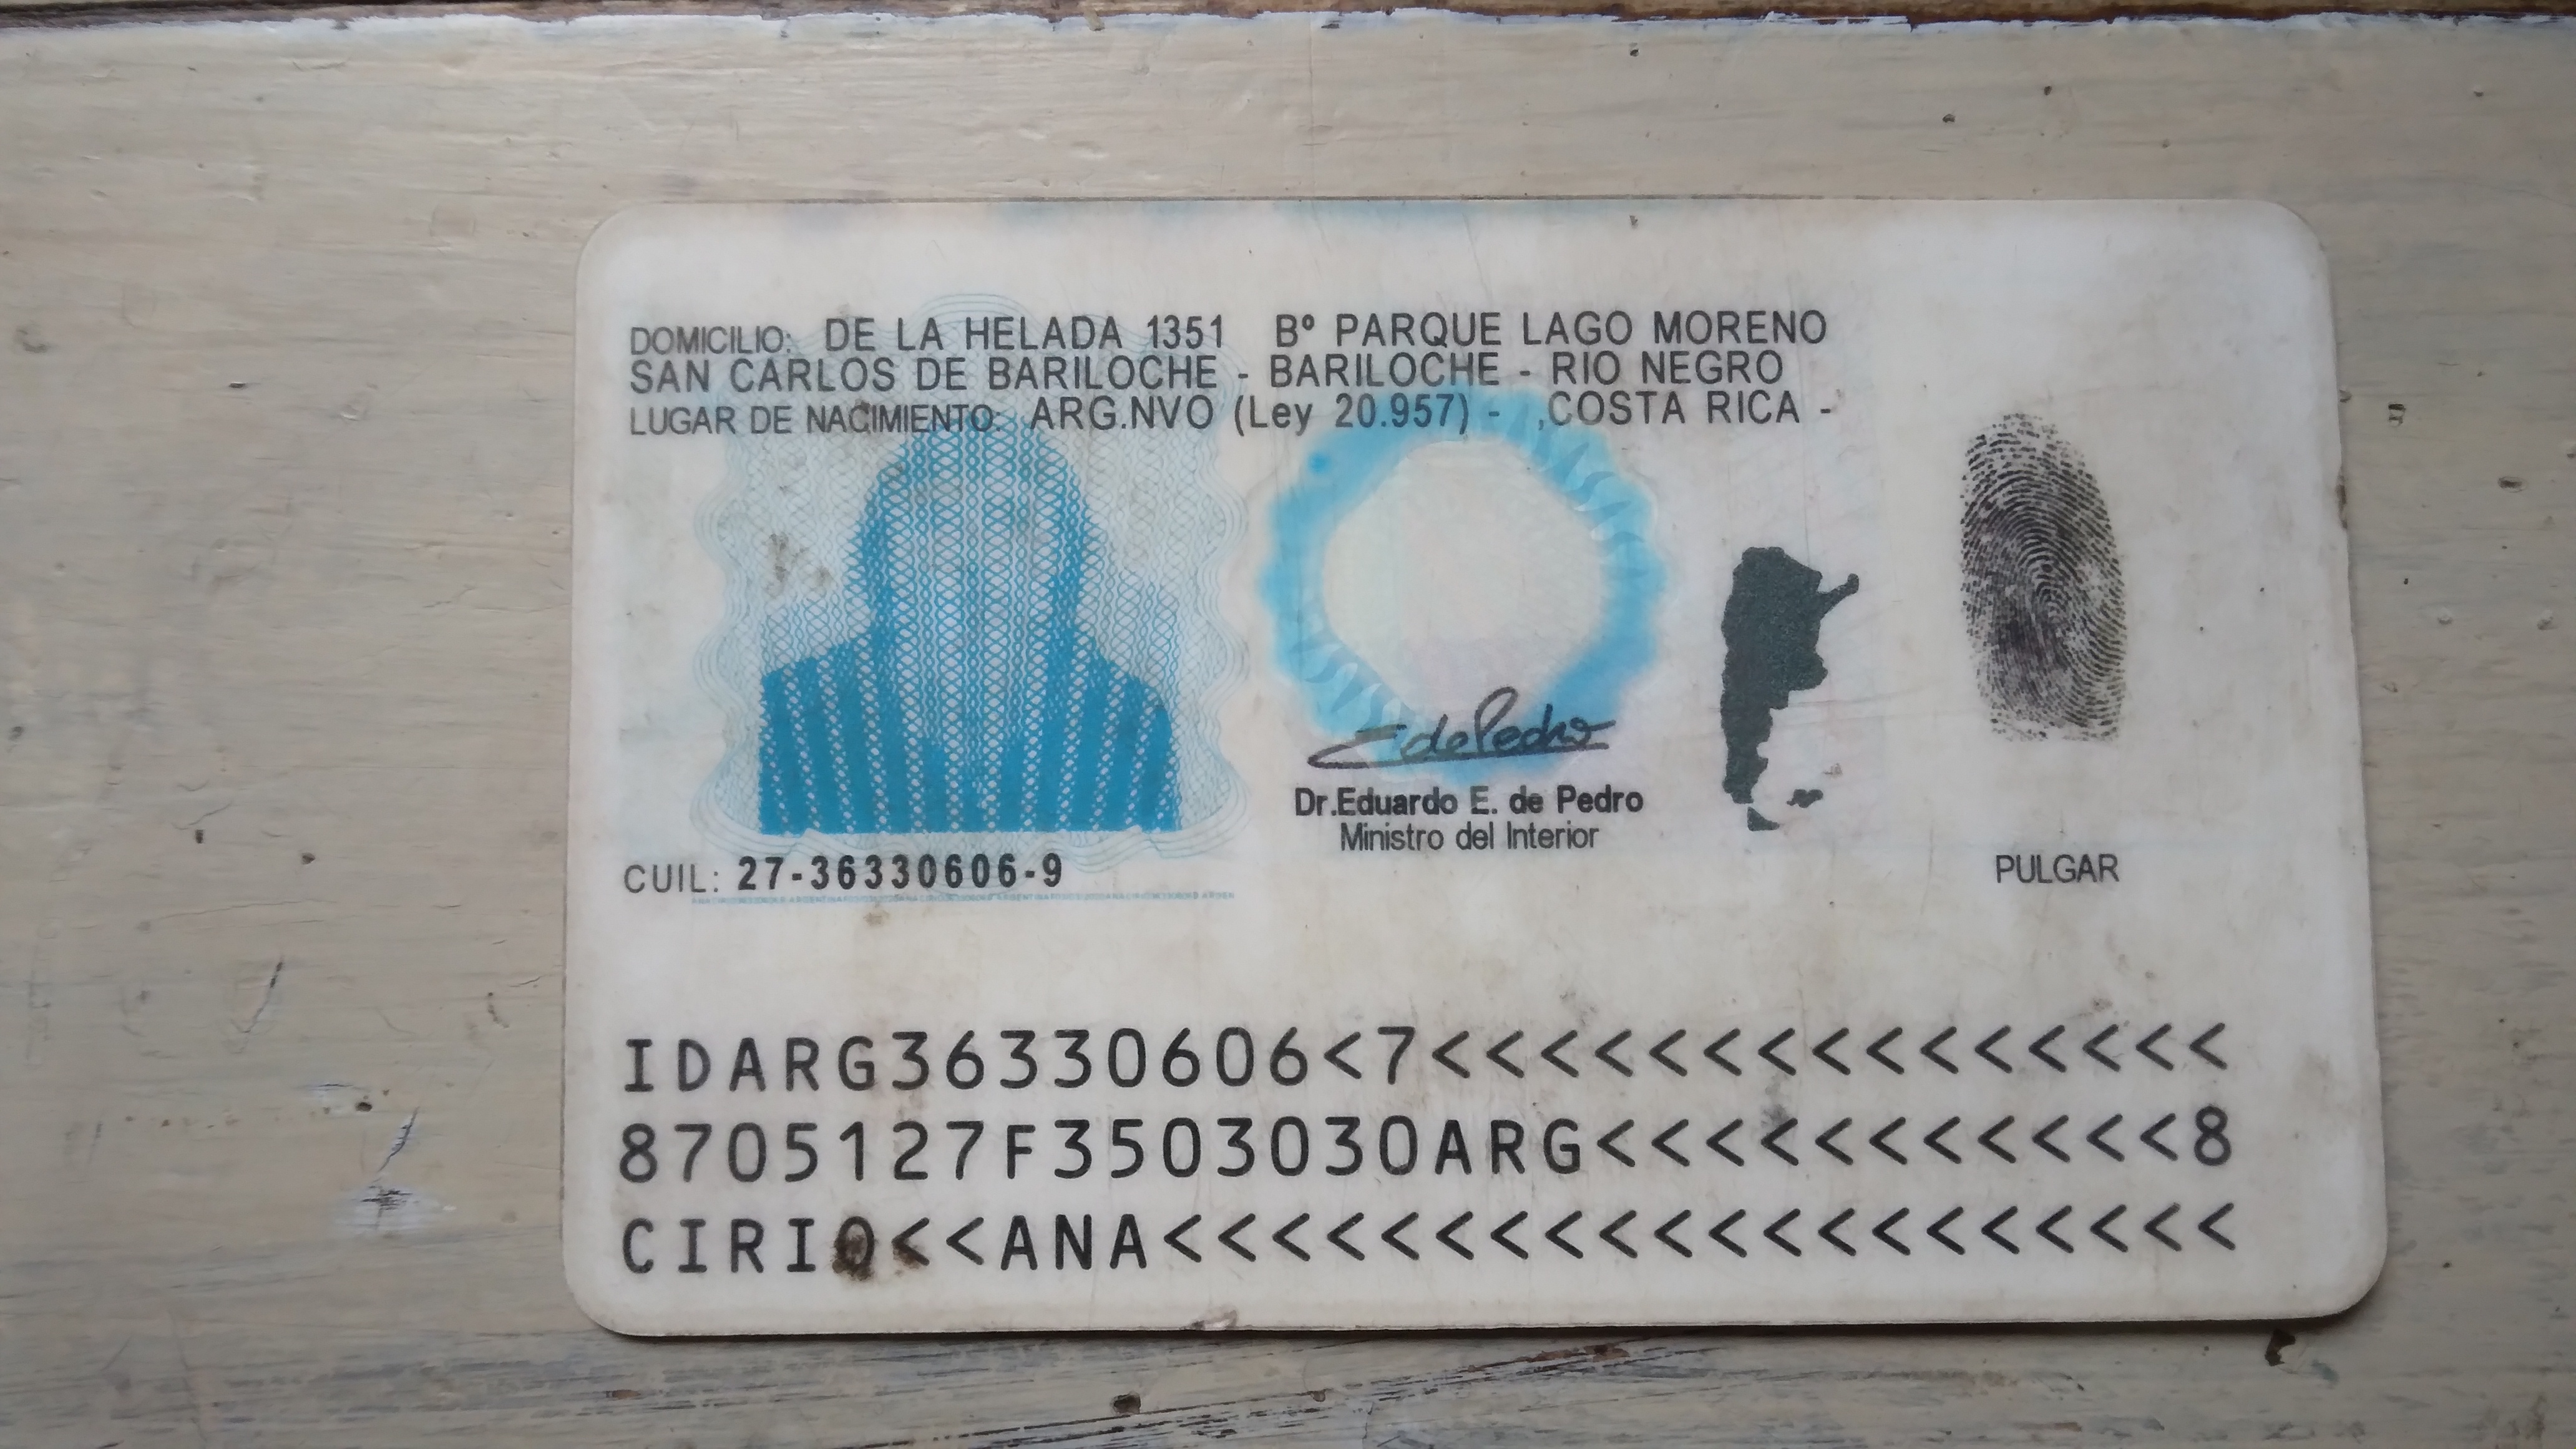 DOMICILIO: DE LA HELADA 1351 Bº PARQUE LAGO MORENO
SAN CARLOS DE BARILOCHE - BARILOCHE - RIO NEGRO
LUGAR DE NACIMIENTO: ARG.NVO (Ley 20.957) - ,COSTA RICA -
EdePedro
Dr.Eduardo E. de Pedro
Ministro del Interior
CUIL: 27-36330606-9
PULGAR
IDARG36330606<7<<<<<<<<<<<<<<<
8705127F3503030ARG<<<<<<<<<<<8
CIRIO<<ANA<<<<<<<<<<<<<<<<<<<<